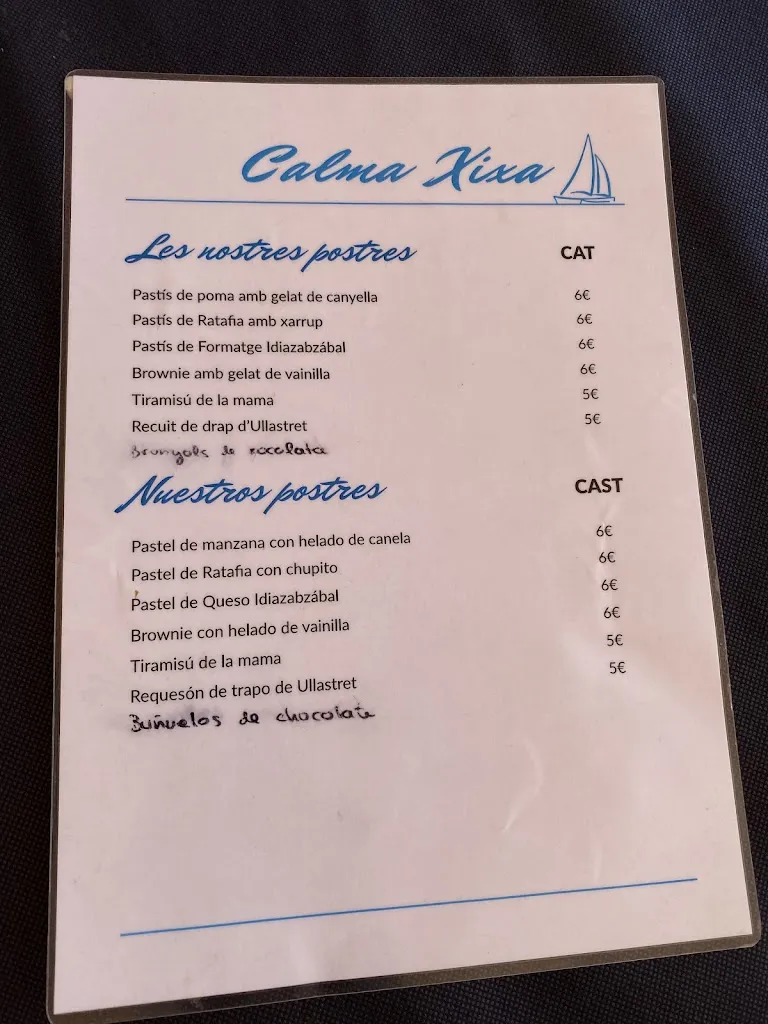 Calma Xixa
Les nostres postres CAT
Pastís de poma amb gelat de canyella 6€
Pastís de Ratafia amb xarrup 6€
Pastís de Formatge Idiazabzábal 6€
Brownie amb gelat de vainilla 6€
Tiramisú de la mama 5€
Recuit de drap d'Ullastret 5€
Brunyols de xocolata
Nuestros postres CAST
Pastel de manzana con helado de canela 6€
Pastel de Ratafia con chupito 6€
Pastel de Queso Idiazabzábal 6€
Brownie con helado de vainilla 6€
Tiramisú de la mama 5€
Requesón de trapo de Ullastret 5€
Buñuelos de chocolate